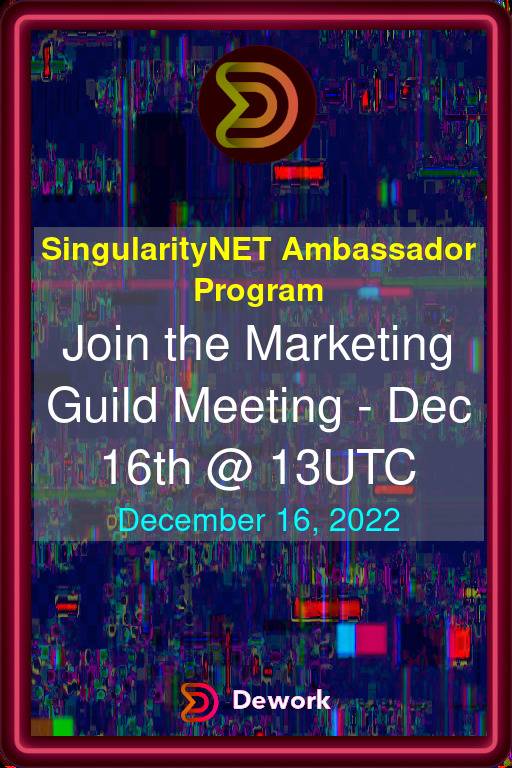 SingularityNET Ambassador
Program
Join the Marketing
Guild Meeting - Dec
16th @ 13UTC
December 16, 2022
Dework